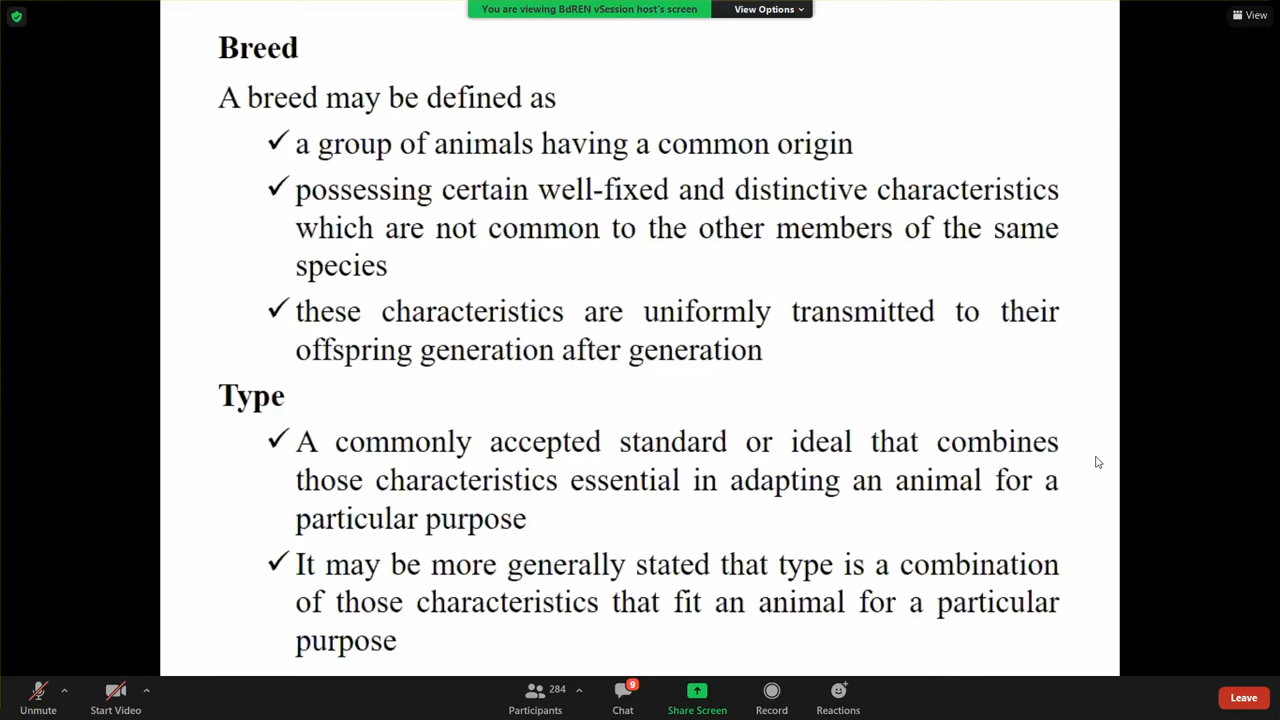 You are viewing BdREN vSession host's screen
View Options
View
Breed
A breed may be defined as
✓ a group of animals having a common origin
✓ possessing certain well-fixed and distinctive characteristics
which are not common to the other members of the same
species
✓ these characteristics are uniformly transmitted to their
offspring generation after generation
Type
✓ A commonly accepted standard or ideal that combines
those characteristics essential in adapting an animal for a
particular purpose
✓ It may be more generally stated that type is a combination
of those characteristics that fit an animal for a particular
purpose
Unmute
Start Video
284
Participants
9
Chat
Share Screen
Record
Reactions
Leave